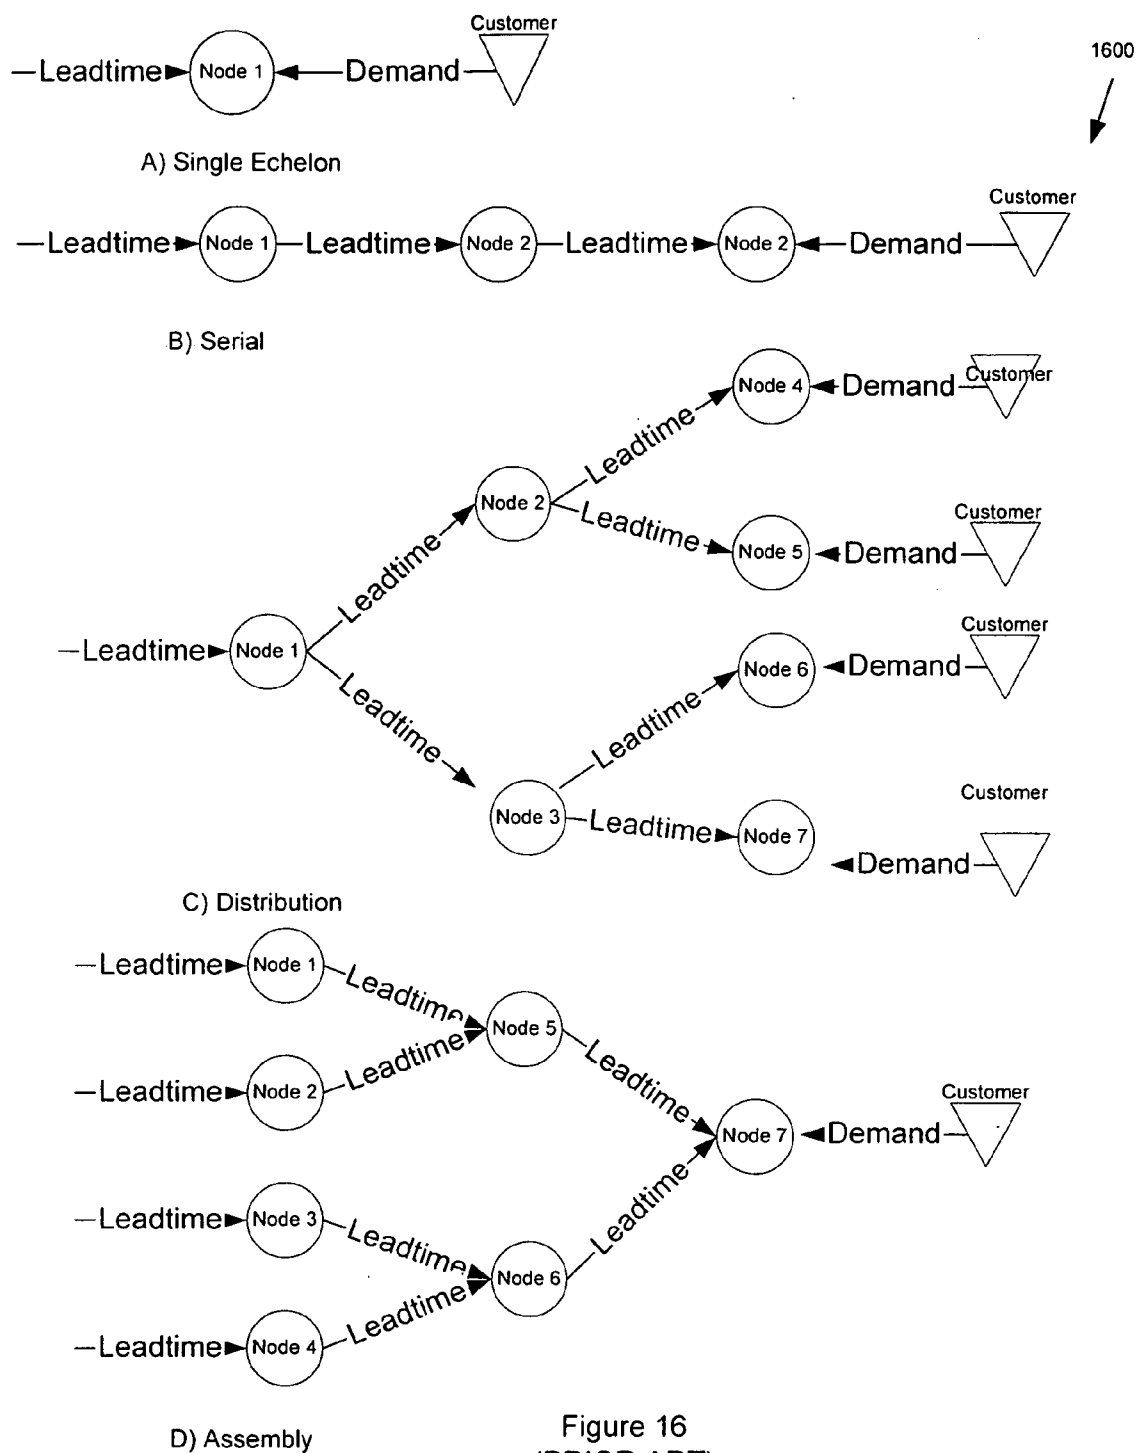 Customer
1600
Leadtime Node 1 Demand
A) Single Echelon
Customer
Leadtime Node 1 Leadtime Node 2 Leadtime Node 2 Demand
B) Serial
Node 4 Demand Customer
Leadtime
Node 2
Customer
Leadtime
Node 5 Demand
Leadtime
Customer
Leadtime Node 1
Node 6 Demand
Leadtime
Leadtime
Customer
Node 3 Leadtime Node 7
Demand
C) Distribution
Leadtime Node 1
Leadtime
Node 5
Leadtime
Leadtime Node 2
Leadtime
Customer
Node 7 Demand
Leadtime Node 3
Leadtime
Leadtime
Node 6
Leadtime
Leadtime Node 4
D) Assembly
Figure 16
(PRIOR ART)